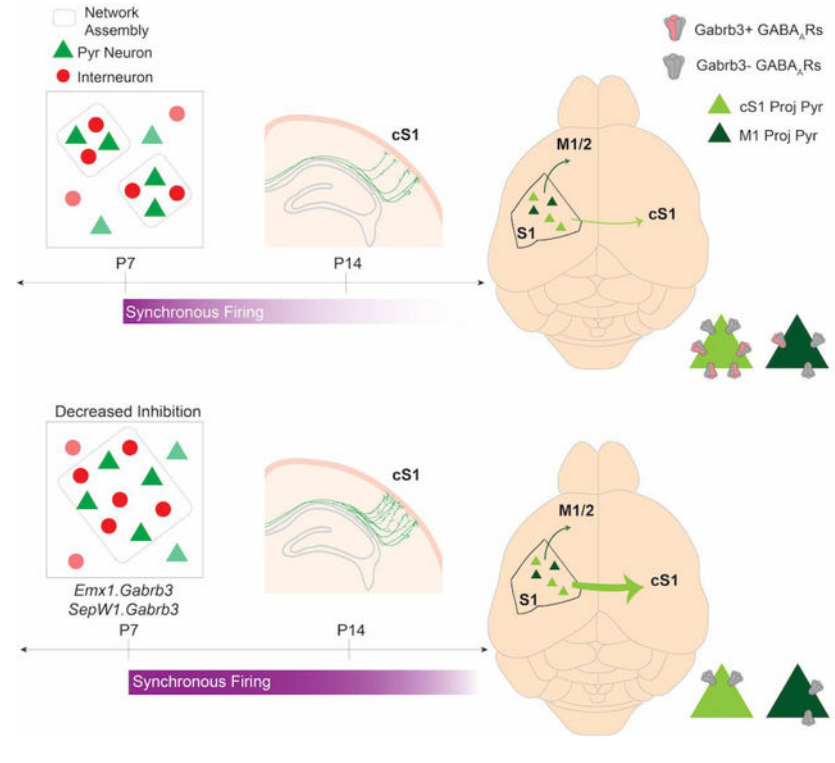 Network
Assembly
Pyr Neuron
Interneuron
Gabrb3+ GABAARs
Gabrb3- GABAARs
cS1 Proj Pyr
M1 Proj Pyr
cS1
M1/2
cS1
S1
P7
P14
Synchronous Firing
Decreased Inhibition
cS1
M1/2
cS1
S1
Emx1.Gabrb3
SepW1.Gabrb3
P7
P14
Synchronous Firing